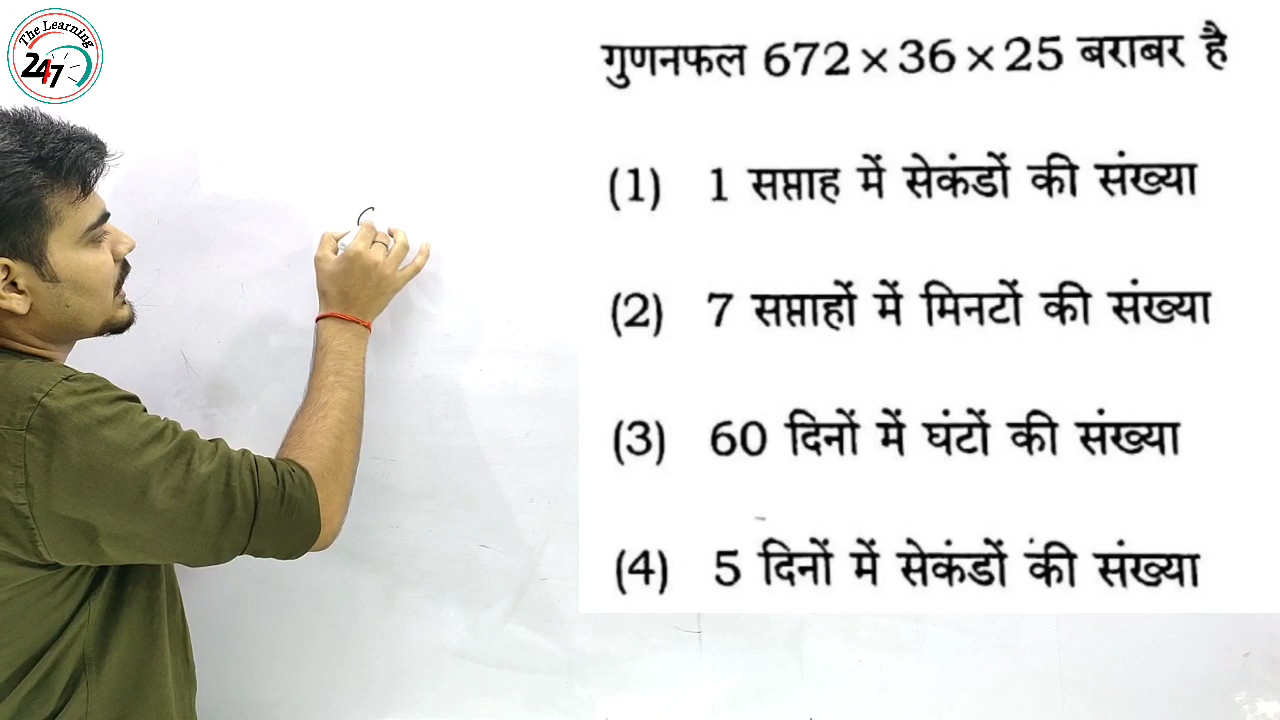 The Learning
247
गुणनफल 672×36×25 बराबर है
(1) 1 सप्ताह में सेकंडों की संख्या
(2) 7 सप्ताहों में मिनटों की संख्या
(3) 60 दिनों में घंटों की संख्या
(4) 5 दिनों में सेकंडों की संख्या